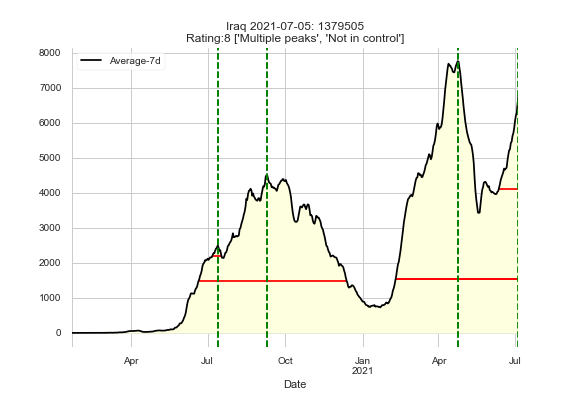 Iraq 2021-07-05: 1379505
Rating:8 ['Multiple peaks', 'Not in control']
Average-7d
8000
7000
6000
5000
4000
3000
2000
1000
0
Apr Jul Oct Jan Apr Jul
2021
Date